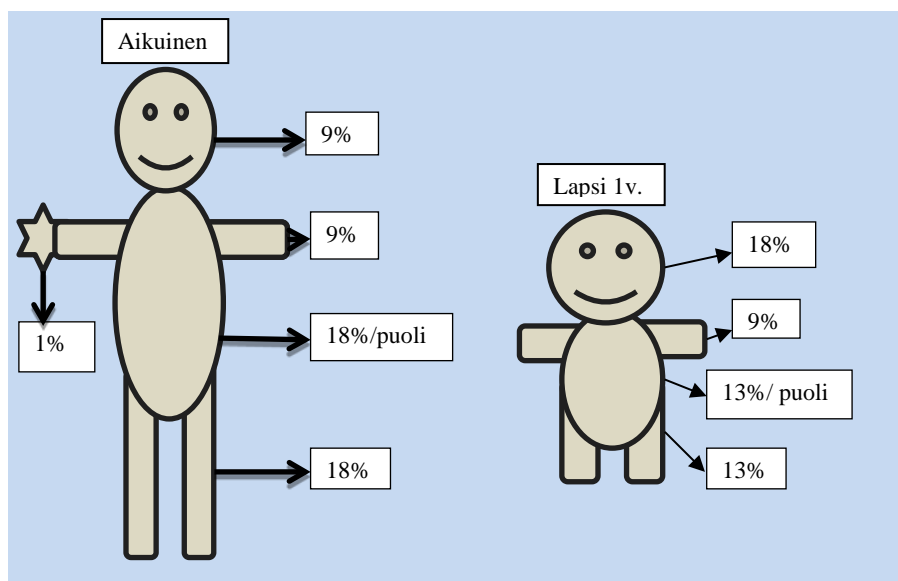 Aikuinen
9%
9%
1%
18%/puoli
18%
Lapsi 1v.
18%
9%
13%/ puoli
13%